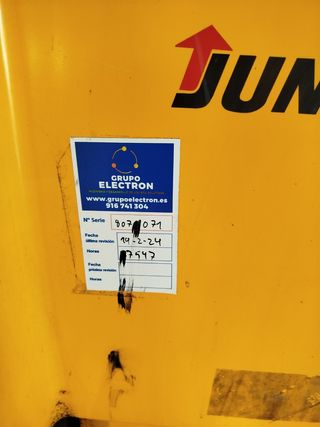 JUN
GRUPO
ELECTRON
www.grupoelectron.es
916 741 304
Nº Serie
Fecha
última revisión
19-2-24
Horas
Fecha
próxima revisión
Horas